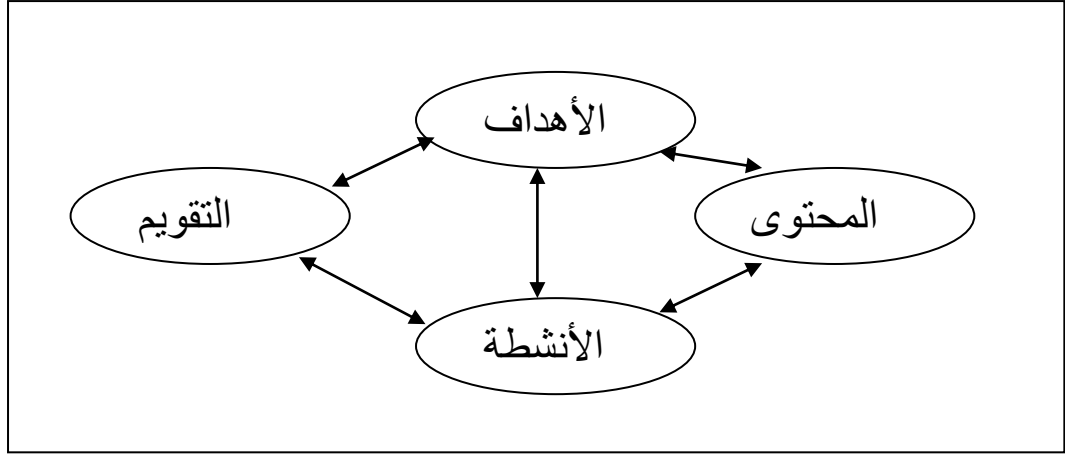 الأهداف
المحتوى
التقويم
الأنشطة